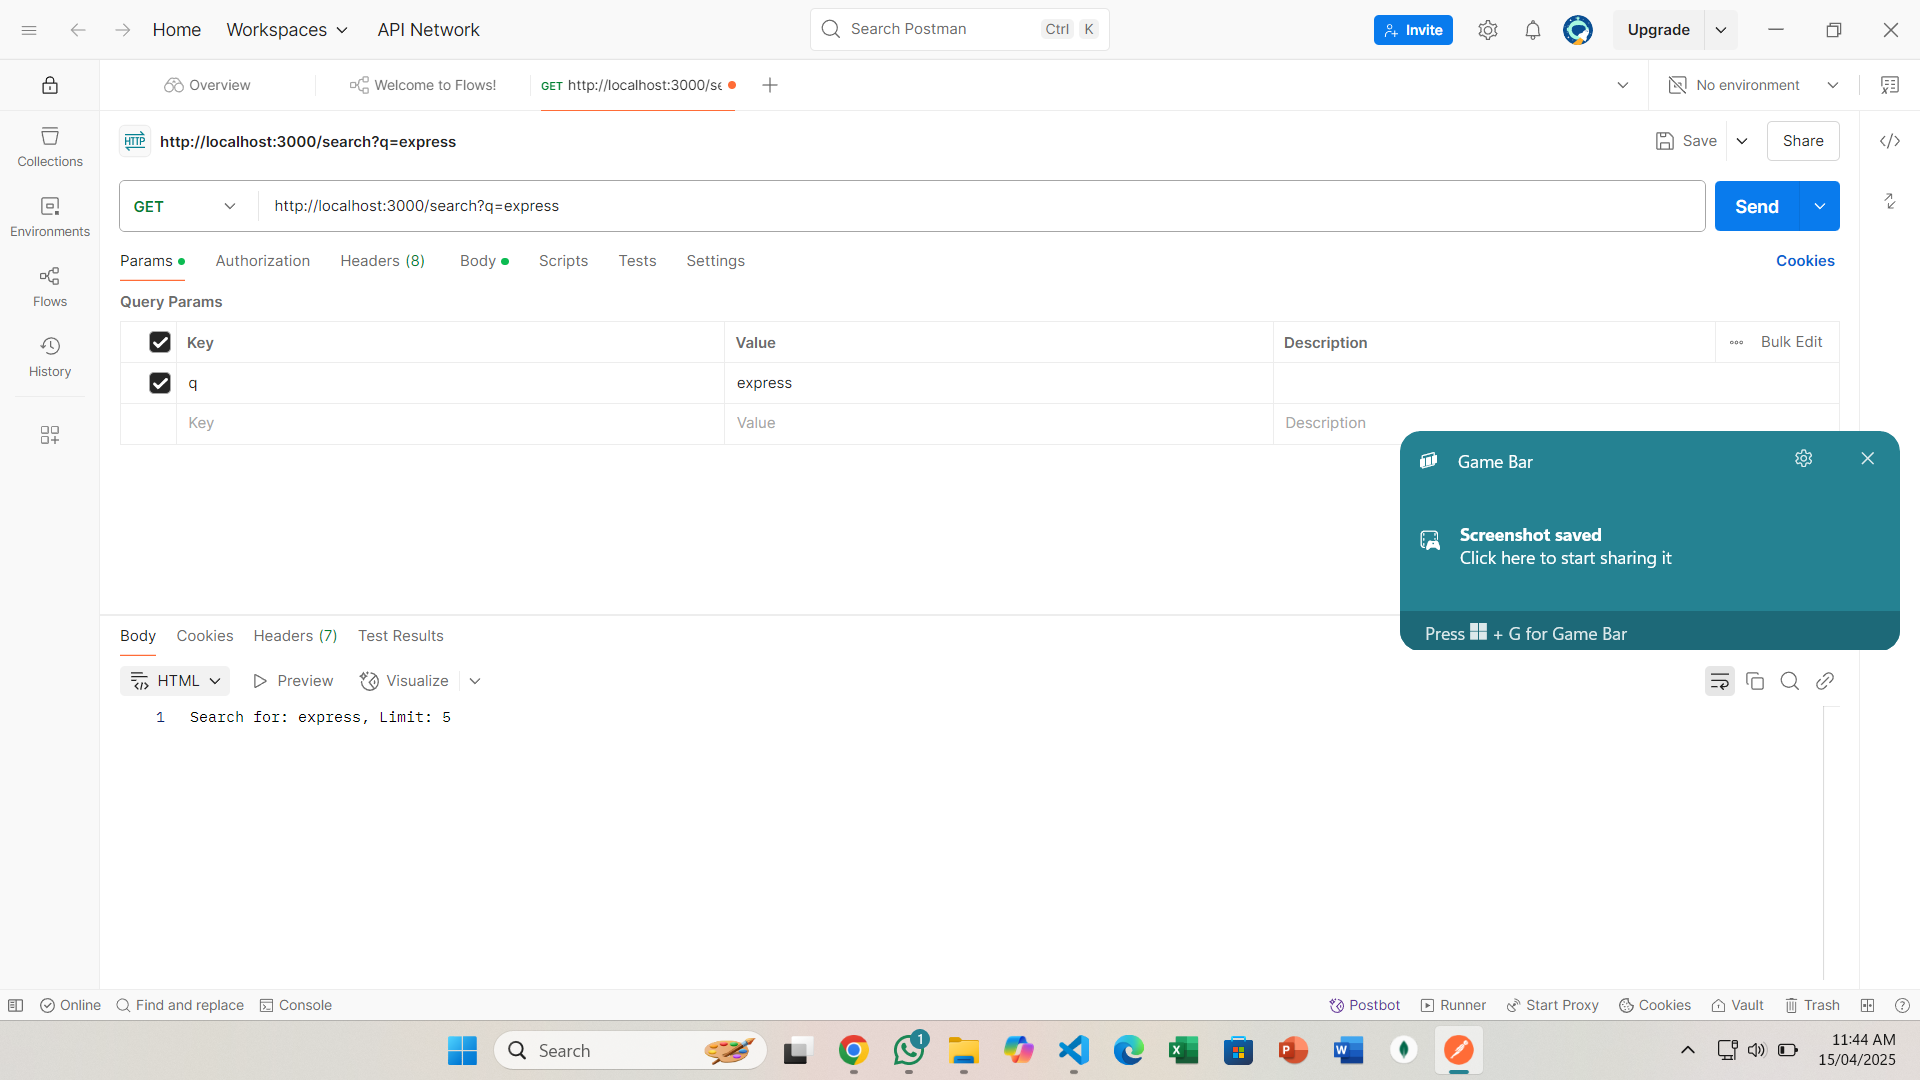 Home Workspaces API Network Search Postman Ctrl K Invite Upgrade
Overview Welcome to Flows! GET http://localhost:3000/se No environment
HTTP http://localhost:3000/search?q=express Save Share
Collections
GET http://localhost:3000/search?q=express Send
Environments
Params Authorization Headers (8) Body Scripts Tests Settings Cookies
Flows
Query Params
Key Value Description Bulk Edit
History
q express
Key Value Description
Game Bar
Screenshot saved
Click here to start sharing it
Press + G for Game Bar
Body Cookies Headers (7) Test Results
HTML Preview Visualize
1 Search for: express, Limit: 5
Online Find and replace Console Postbot Runner Start Proxy Cookies Vault Trash
Search 1 11:44 AM
15/04/2025